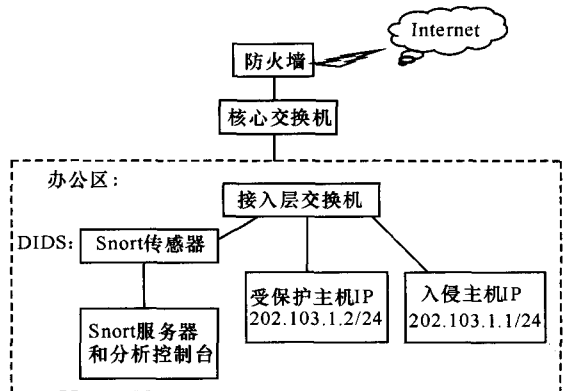 Internet
防火墙
核心交换机
办公区：
接入层交换机
DIDS：
Snort传感器
受保护主机IP
202.103.1.2/24
入侵主机IP
202.103.1.1/24
Snort服务器
和分析控制台